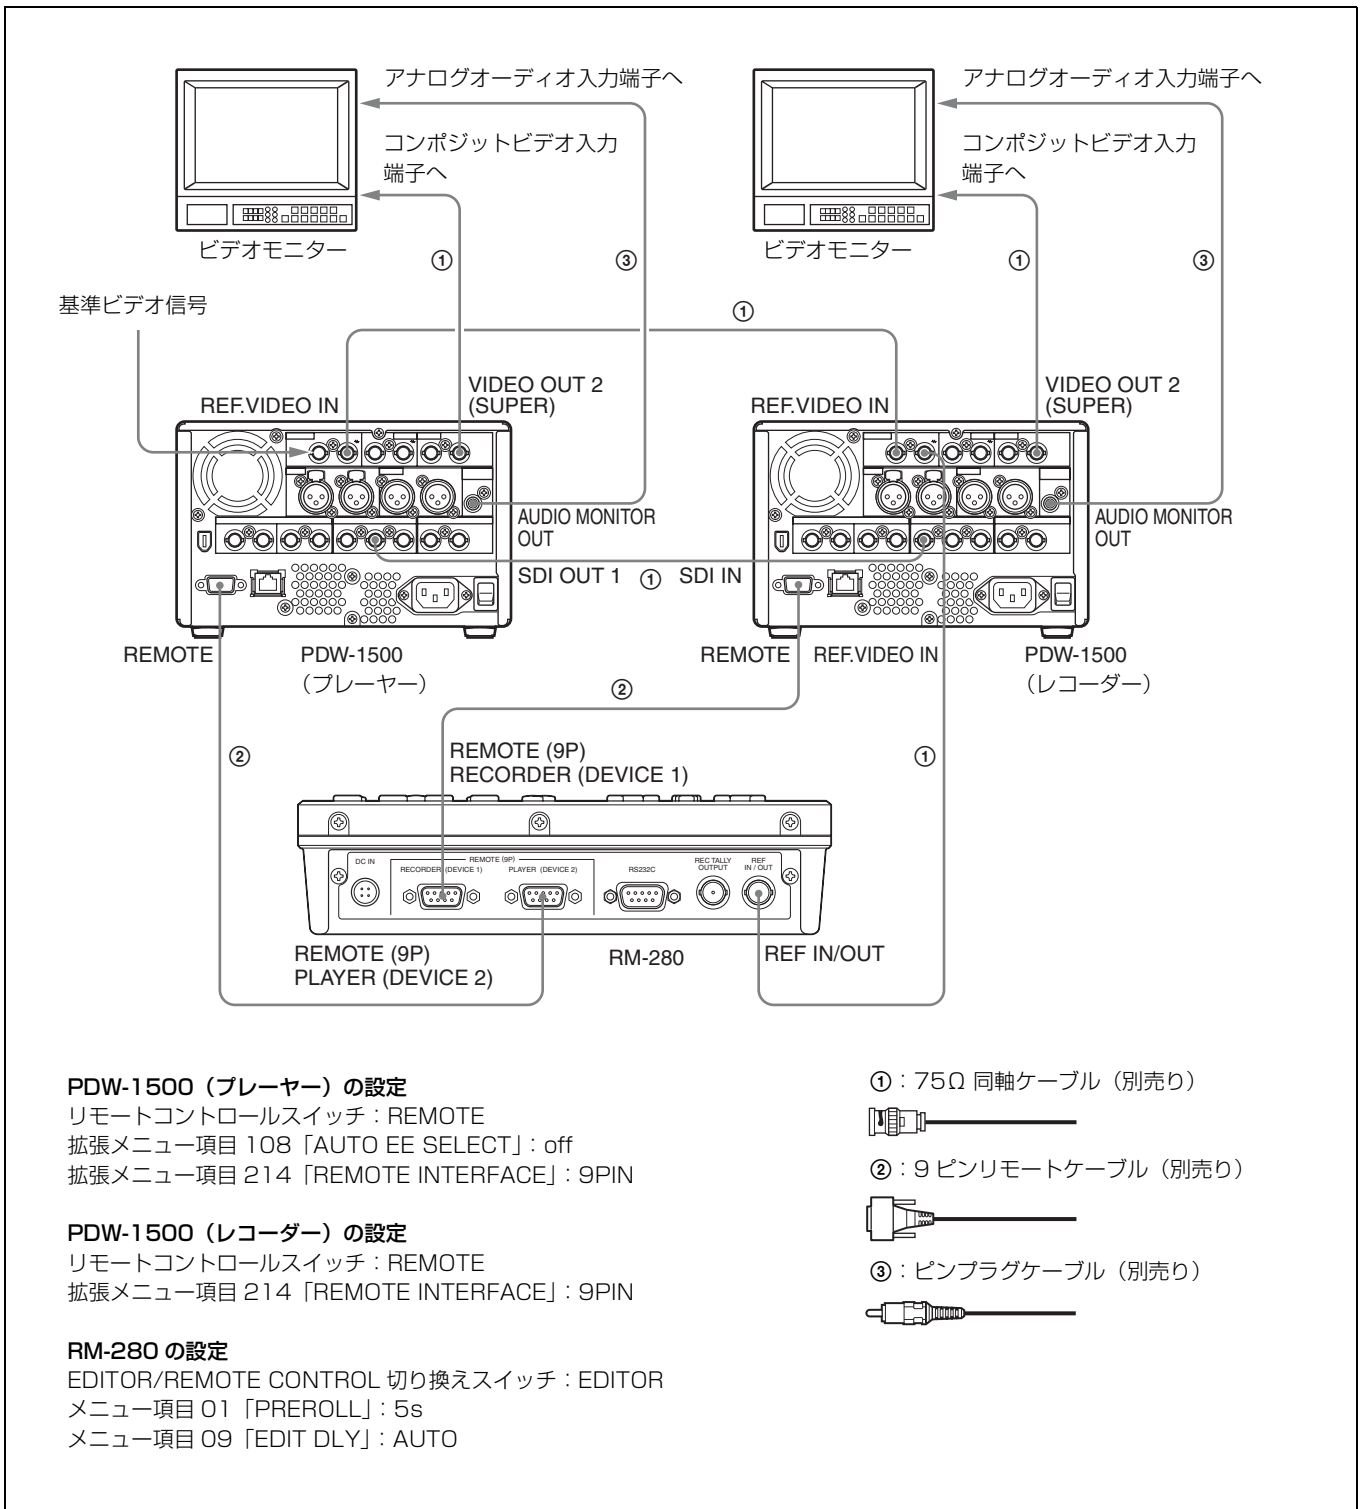 アナログオーディオ入力端子へ
アナログオーディオ入力端子へ
コンポジットビデオ入力
端子へ
コンポジットビデオ入力
端子へ
ビデオモニター
①
③
ビデオモニター
①
③
基準ビデオ信号
①
REF.VIDEO IN
VIDEO OUT 2
(SUPER)
REF.VIDEO IN
VIDEO OUT 2
(SUPER)
AUDIO MONITOR
OUT
AUDIO MONITOR
OUT
SDI OUT 1
①
SDI IN
REMOTE
PDW-1500
（プレーヤー）
REMOTE
REF.VIDEO IN
PDW-1500
（レコーダー）
②
②
①
REMOTE (9P)
RECORDER (DEVICE 1)
DC IN
REMOTE (9P)
RECORDER (DEVICE 1)
PLAYER (DEVICE 2)
RS232C
REC TALLY
OUTPUT
REF
IN / OUT
REMOTE (9P)
PLAYER (DEVICE 2)
RM-280
REF IN/OUT
PDW-1500（プレーヤー）の設定
リモートコントロールスイッチ：REMOTE
拡張メニュー項目 108「AUTO EE SELECT」：off
拡張メニュー項目 214「REMOTE INTERFACE」：9PIN
PDW-1500（レコーダー）の設定
リモートコントロールスイッチ：REMOTE
拡張メニュー項目 214「REMOTE INTERFACE」：9PIN
RM-280 の設定
EDITOR/REMOTE CONTROL 切り換えスイッチ：EDITOR
メニュー項目 01「PREROLL」：5s
メニュー項目 09「EDIT DLY」：AUTO
①：75Ω 同軸ケーブル（別売り）
②：9 ピンリモートケーブル（別売り）
③：ピンプラグケーブル（別売り）